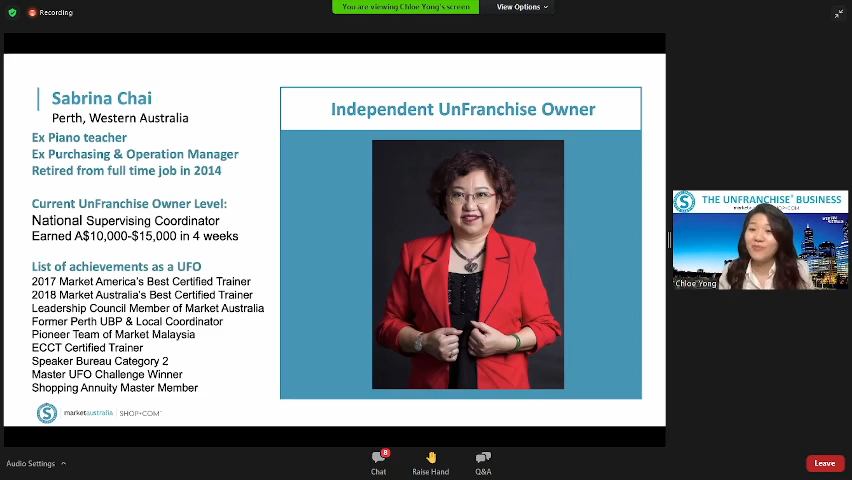 Recording
You are viewing Chloe Yong's screen
View Options
Sabrina Chai
Perth, Western Australia
Ex Piano teacher
Ex Purchasing & Operation Manager
Retired from full time job in 2014
Current UnFranchise Owner Level:
National Supervising Coordinator
Earned A$10,000-$15,000 in 4 weeks
List of achievements as a UFO
2017 Market America's Best Certified Trainer
2018 Market Australia's Best Certified Trainer
Leadership Council Member of Market Australia
Former Perth UBP & Local Coordinator
Pioneer Team of Market Malaysia
ECCT Certified Trainer
Speaker Bureau Category 2
Master UFO Challenge Winner
Shopping Annuity Master Member
marketaustralia | SHOP•COM
Independent UnFranchise Owner
THE UNFRANCHISE® BUSINESS
SHOP•COM
Chloe Yong
Audio Settings
8
Chat
Raise Hand
Q&A
Leave